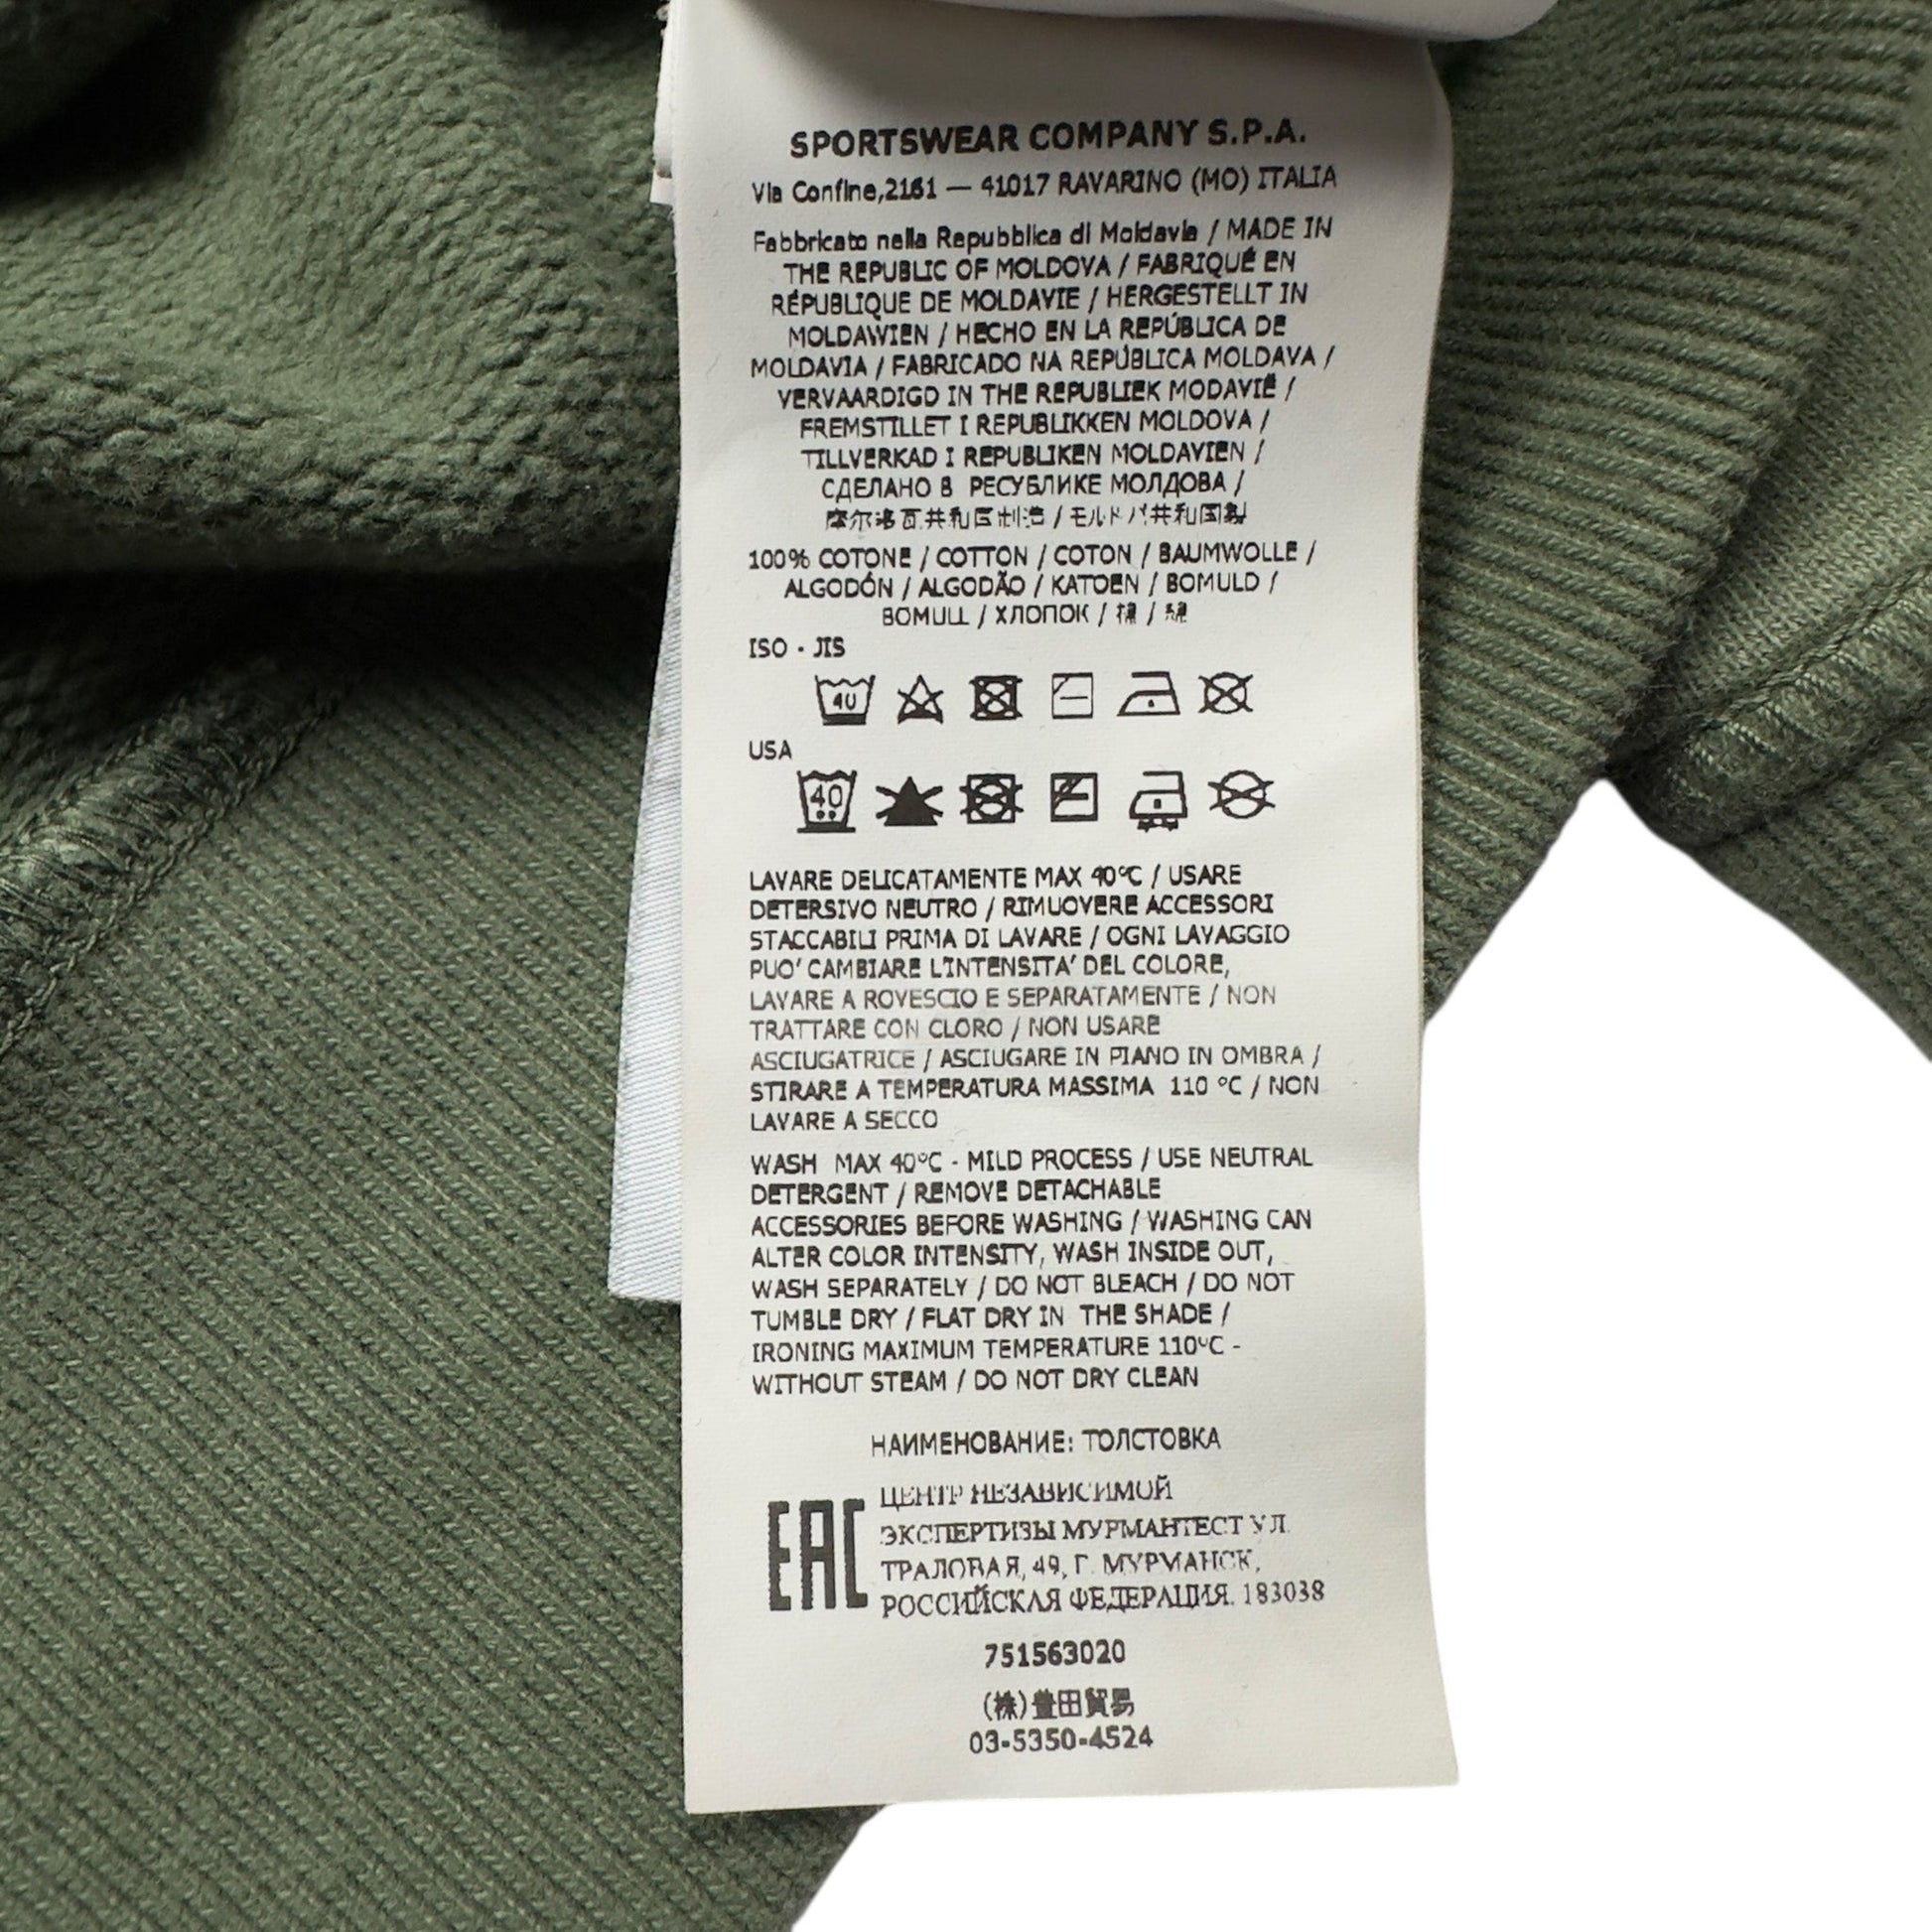 SPORTSWEAR COMPANY S.P.A.
Via Confine,2161 — 41017 RAVARINO (MO) ITALIA
Fabbricato nella Repubblica di Moldavia / MADE IN
THE REPUBLIC OF MOLDOVA / FABRIQUÉ EN
RÉPUBLIQUE DE MOLDAVIE / HERGESTELLT IN
MOLDAWIEN / HECHO EN LA REPÚBLICA DE
MOLDAVIA / FABRICADO NA REPÚBLICA MOLDAVA /
VERVAARDIGD IN THE REPUBLIEK MODAVIË /
FREMSTILLET I REPUBLIKKEN MOLDOVA /
TILLVERKAD I REPUBLIKEN MOLDAVIEN /
СДЕЛАНО В РЕСУБЛИКЕ МОЛДОВА /
摩尔洛瓦共和国制造 / モルドバ共和国製
100% COTONE / COTTON / COTON / BAUMWOLLE /
ALGODÓN / ALGODÃO / KATOEN / BOMULD /
BOMULL / ХЛОПОК / 棉 / 綿
ISO - JIS
40
USA
40
LAVARE DELICATAMENTE MAX 40°C / USARE
DETERSIVO NEUTRO / RIMUOVERE ACCESSORI
STACCABILI PRIMA DI LAVARE / OGNI LAVAGGIO
PUO' CAMBIARE L'INTENSITA' DEL COLORE,
LAVARE A ROVESCIO E SEPARATAMENTE / NON
TRATTARE CON CLORO / NON USARE
ASCIUGATRICE / ASCIUGARE IN PIANO IN OMBRA /
STIRARE A TEMPERATURA MASSIMA 110 °C / NON
LAVARE A SECCO
WASH MAX 40°C - MILD PROCESS / USE NEUTRAL
DETERGENT / REMOVE DETACHABLE
ACCESSORIES BEFORE WASHING / WASHING CAN
ALTER COLOR INTENSITY, WASH INSIDE OUT,
WASH SEPARATELY / DO NOT BLEACH / DO NOT
TUMBLE DRY / FLAT DRY IN THE SHADE /
IRONING MAXIMUM TEMPERATURE 110°C -
WITHOUT STEAM / DO NOT DRY CLEAN
НАИМЕНОВАНИЕ: ТОЛСТОВКА
EAC
ЦЕНТР НЕЗАВИСИМОЙ
ЭКСПЕРТИЗЫ МУРМАНТЕСТ УЛ.
ТРАЛОВАЯ, 49, Г. МУРМАНСК,
РОССИЙСКАЯ ФЕДЕРАЦИЯ. 183038
751563020
(株)豊田貿易
03-5350-4524